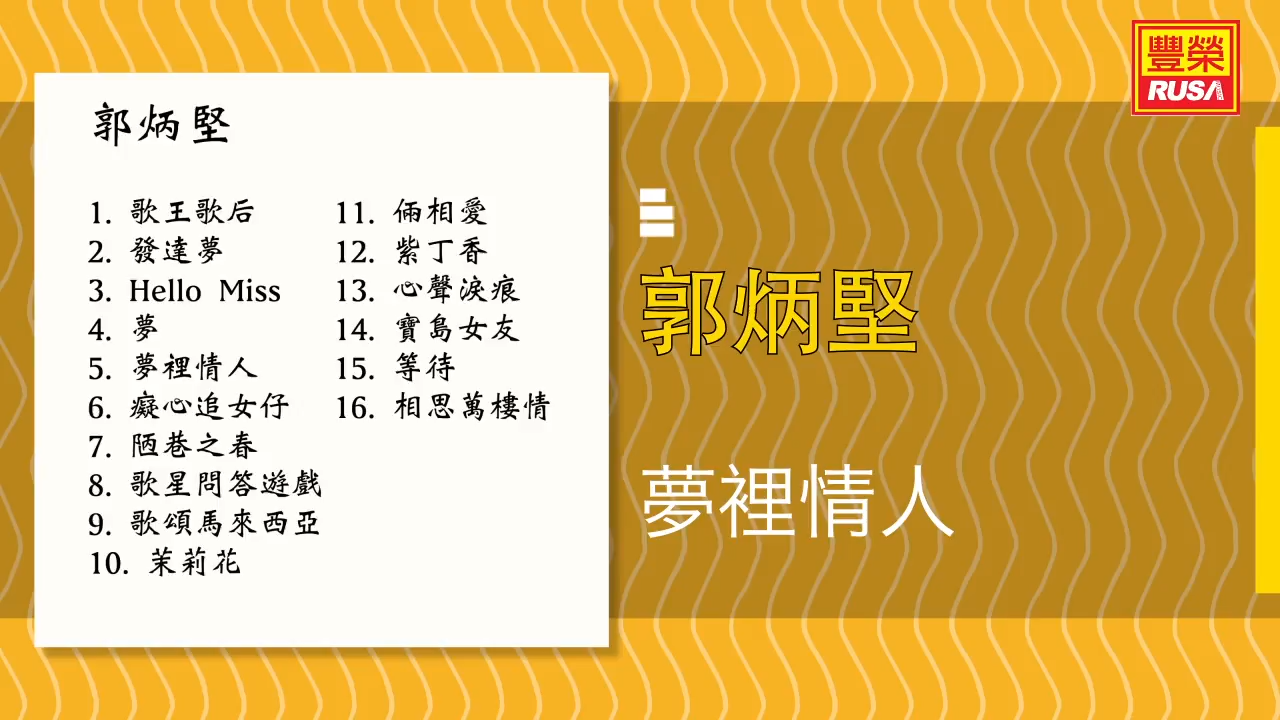 郭炳堅
1. 歌王歌后
2. 發達夢
3. Hello Miss
4. 夢
5. 夢裡情人
6. 癡心追女仔
7. 陋巷之春
8. 歌星問答遊戲
9. 歌頌馬來西亞
10. 茉莉花
11. 倆相愛
12. 紫丁香
13. 心聲淚痕
14. 寶島女友
15. 等待
16. 相思萬樓情
豐榮
RUSA
郭炳堅
夢裡情人